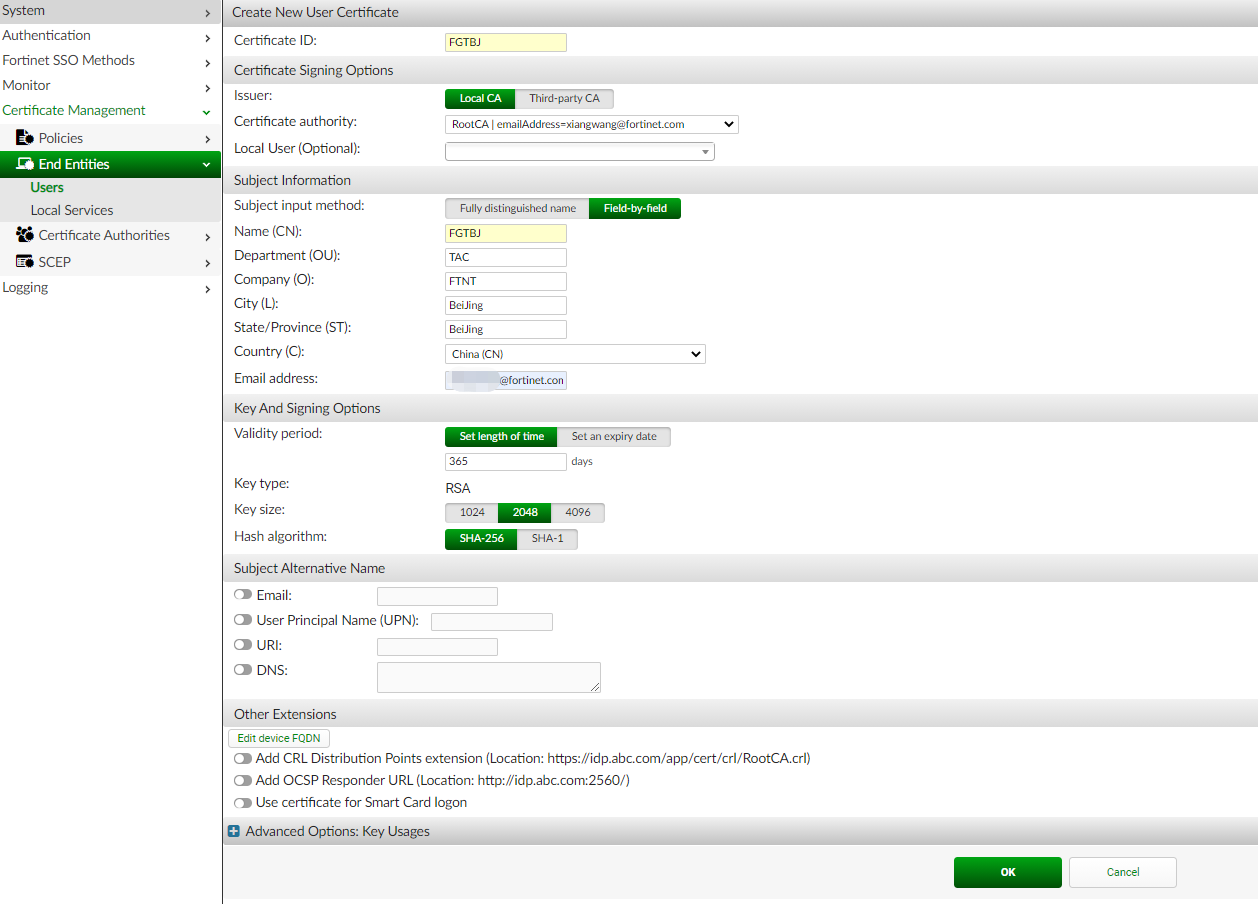 System
Authentication
Fortinet SSO Methods
Monitor
Certificate Management
Policies
End Entities
Users
Local Services
Certificate Authorities
SCEP
Logging
Create New User Certificate
Certificate ID: FGTBJ
Certificate Signing Options
Issuer: Local CA Third-party CA
Certificate authority: RootCA | emailAddress=xiangwang@fortinet.com
Local User (Optional):
Subject Information
Subject input method: Fully distinguished name Field-by-field
Name (CN): FGTBJ
Department (OU): TAC
Company (O): FTNT
City (L): BeiJing
State/Province (ST): BeiJing
Country (C): China (CN)
Email address: @fortinet.con
Key And Signing Options
Validity period: Set length of time Set an expiry date
365 days
Key type: RSA
Key size: 1024 2048 4096
Hash algorithm: SHA-256 SHA-1
Subject Alternative Name
Email:
User Principal Name (UPN):
URI:
DNS:
Other Extensions
Edit device FQDN
Add CRL Distribution Points extension (Location: https://idp.abc.com/app/cert/crl/RootCA.crl)
Add OCSP Responder URL (Location: http://idp.abc.com:2560/)
Use certificate for Smart Card logon
Advanced Options: Key Usages
OK Cancel